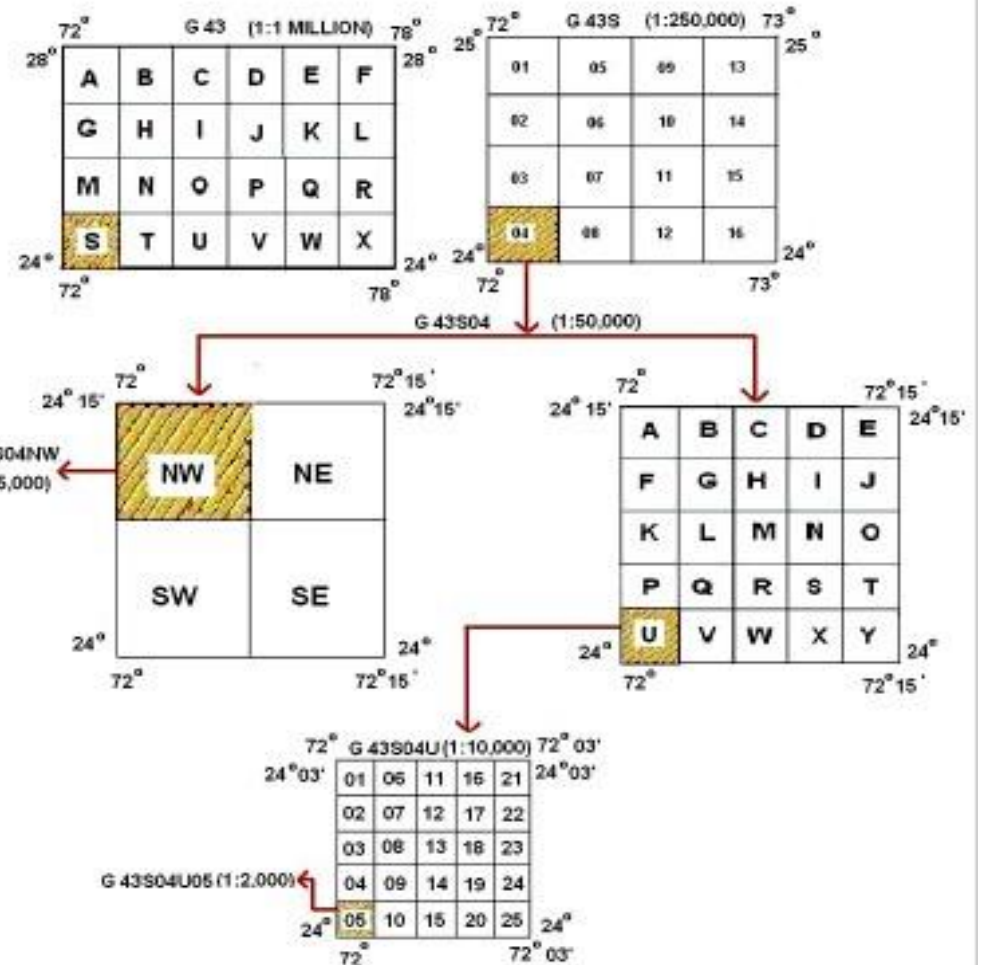 72° G 43 (1:1 MILLION) 78°
28° 28°
A B C D E F
G H I J K L
M N O P Q R
S T U V W X
24° 24°
72° 78°
72° G 43S (1:250,000) 73°
25° 25°
01 05 09 13
02 06 10 14
03 07 11 15
04 08 12 16
24° 24°
72° 73°
G 43S04 (1:50,000)
72° 72°15'
24°15' 24°15'
NW NE
SW SE
24° 24°
72° 72°15'
S04NW
5,000)
72° 72°15'
24°15' 24°15'
A B C D E
F G H I J
K L M N O
P Q R S T
U V W X Y
24° 24°
72° 72°15'
72° G 43S04U (1:10,000) 72° 03'
24°03' 24°03'
01 06 11 16 21
02 07 12 17 22
03 08 13 18 23
04 09 14 19 24
05 10 15 20 25
24° 24°
72° 72° 03'
G 43S04U05 (1:2,000)